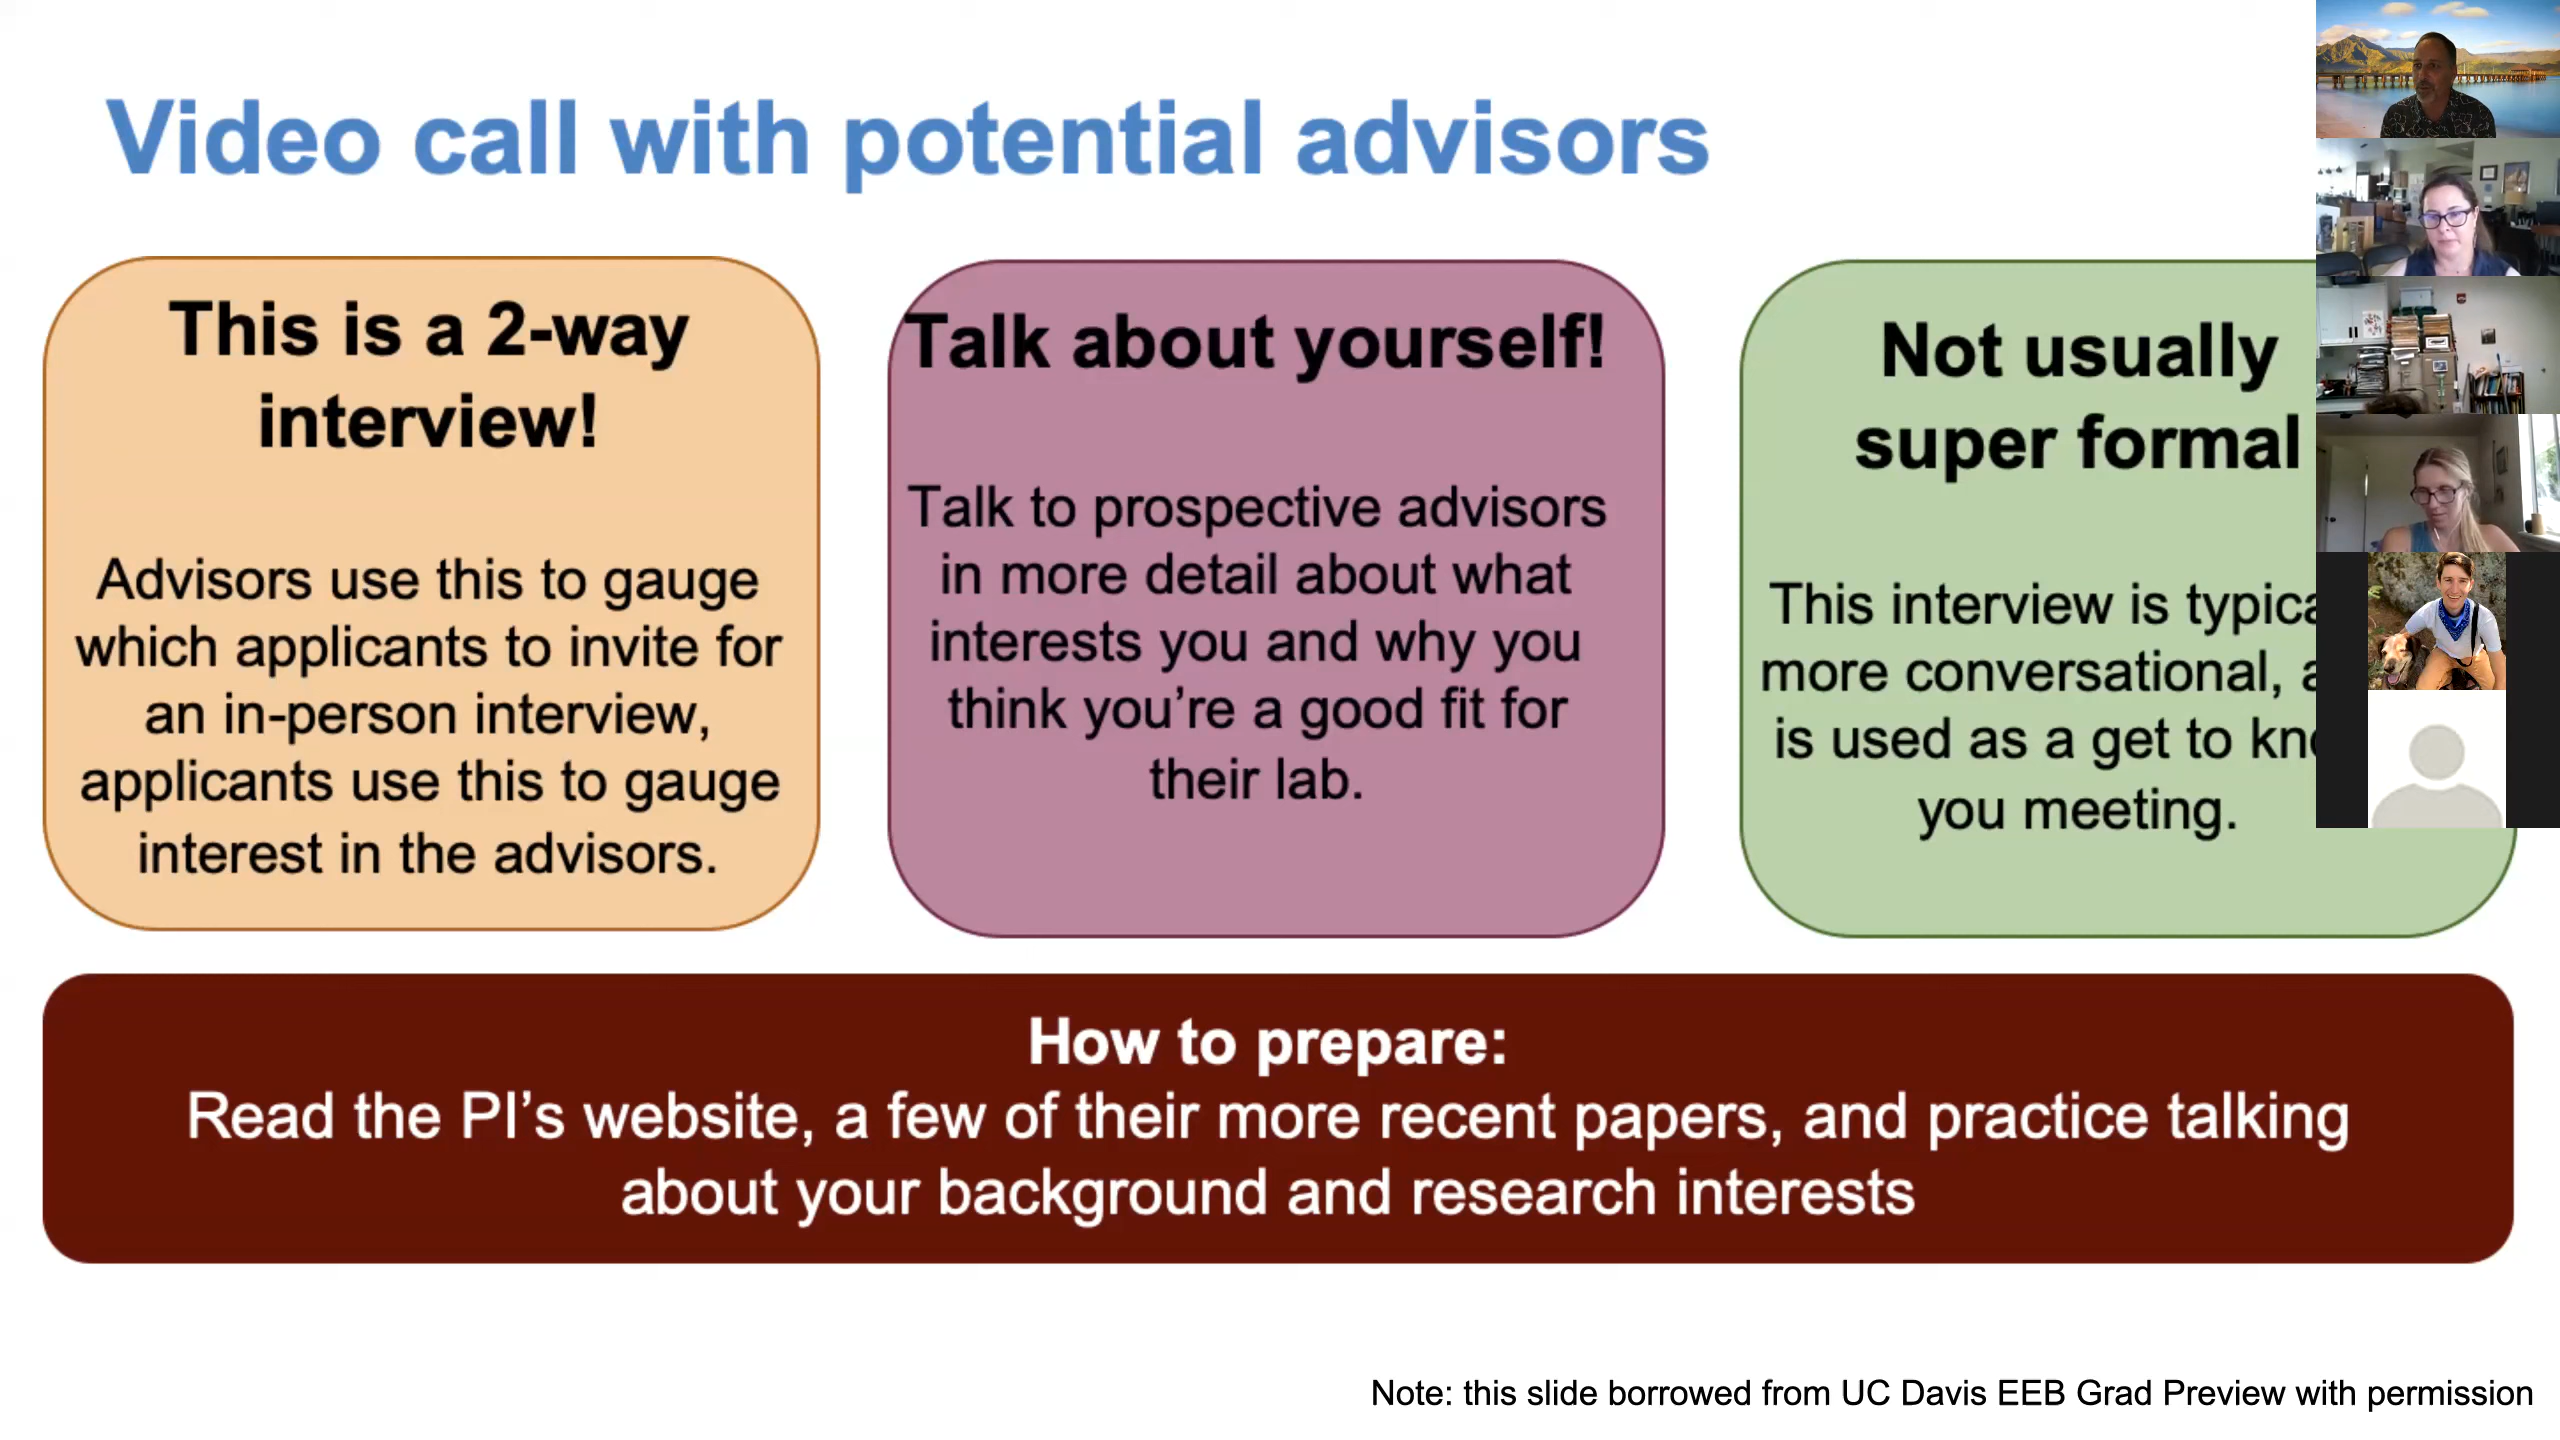 Video call with potential advisors
This is a 2-way
interview!
Advisors use this to gauge
which applicants to invite for
an in-person interview,
applicants use this to gauge
interest in the advisors.
Talk about yourself!
Talk to prospective advisors
in more detail about what
interests you and why you
think you’re a good fit for
their lab.
Not usually
super formal
This interview is
more conversational,
is used as a get to
you meeting.
How to prepare:
Read the PI’s website, a few of their more recent papers, and practice talking
about your background and research interests
Note: this slide borrowed from UC Davis EEB Grad Preview with permission